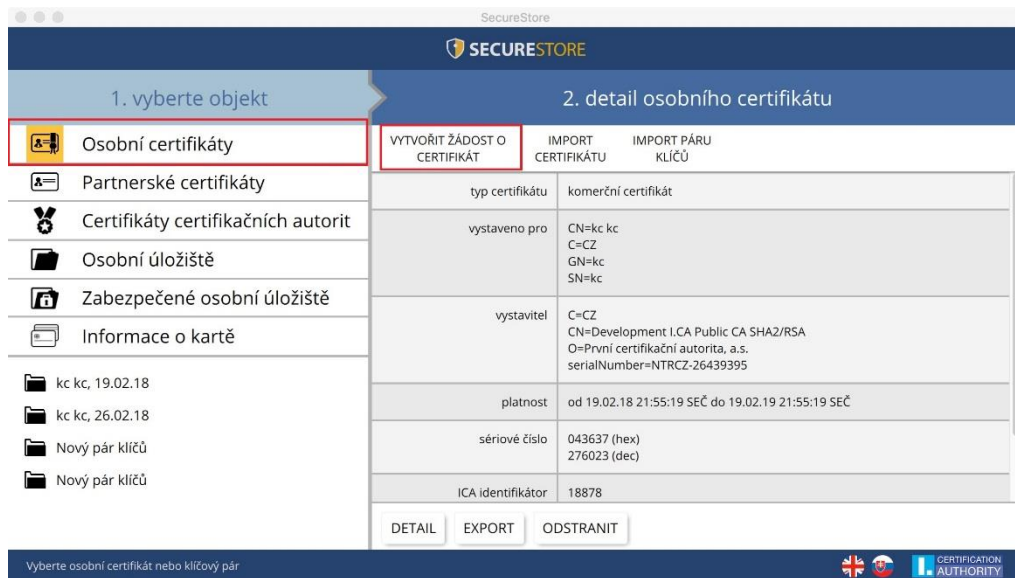 SecureStore
SECURESTORE
1. vyberte objekt
2. detail osobního certifikátu
Osobní certifikáty
Partnerské certifikáty
Certifikáty certifikačních autorit
Osobní úložiště
Zabezpečené osobní úložiště
Informace o kartě
kc kc, 19.02.18
kc kc, 26.02.18
Nový pár klíčů
Nový pár klíčů
VYTVOŘIT ŽÁDOST O
CERTIFIKÁT
IMPORT
CERTIFIKÁTU
IMPORT PÁRU
KLÍČŮ
typ certifikátu
komerční certifikát
vystaveno pro
CN=kc kc
C=CZ
GN=kc
SN=kc
vystavitel
C=CZ
CN=Development I.CA Public CA SHA2/RSA
O=První certifikační autorita, a.s.
serialNumber=NTRCZ-26439395
platnost
od 19.02.18 21:55:19 SEČ do 19.02.19 21:55:19 SEČ
sériové číslo
043637 (hex)
276023 (dec)
ICA identifikátor
18878
DETAIL
EXPORT
ODSTRANIT
Vyberte osobní certifikát nebo klíčový pár
CERTIFICATION
AUTHORITY